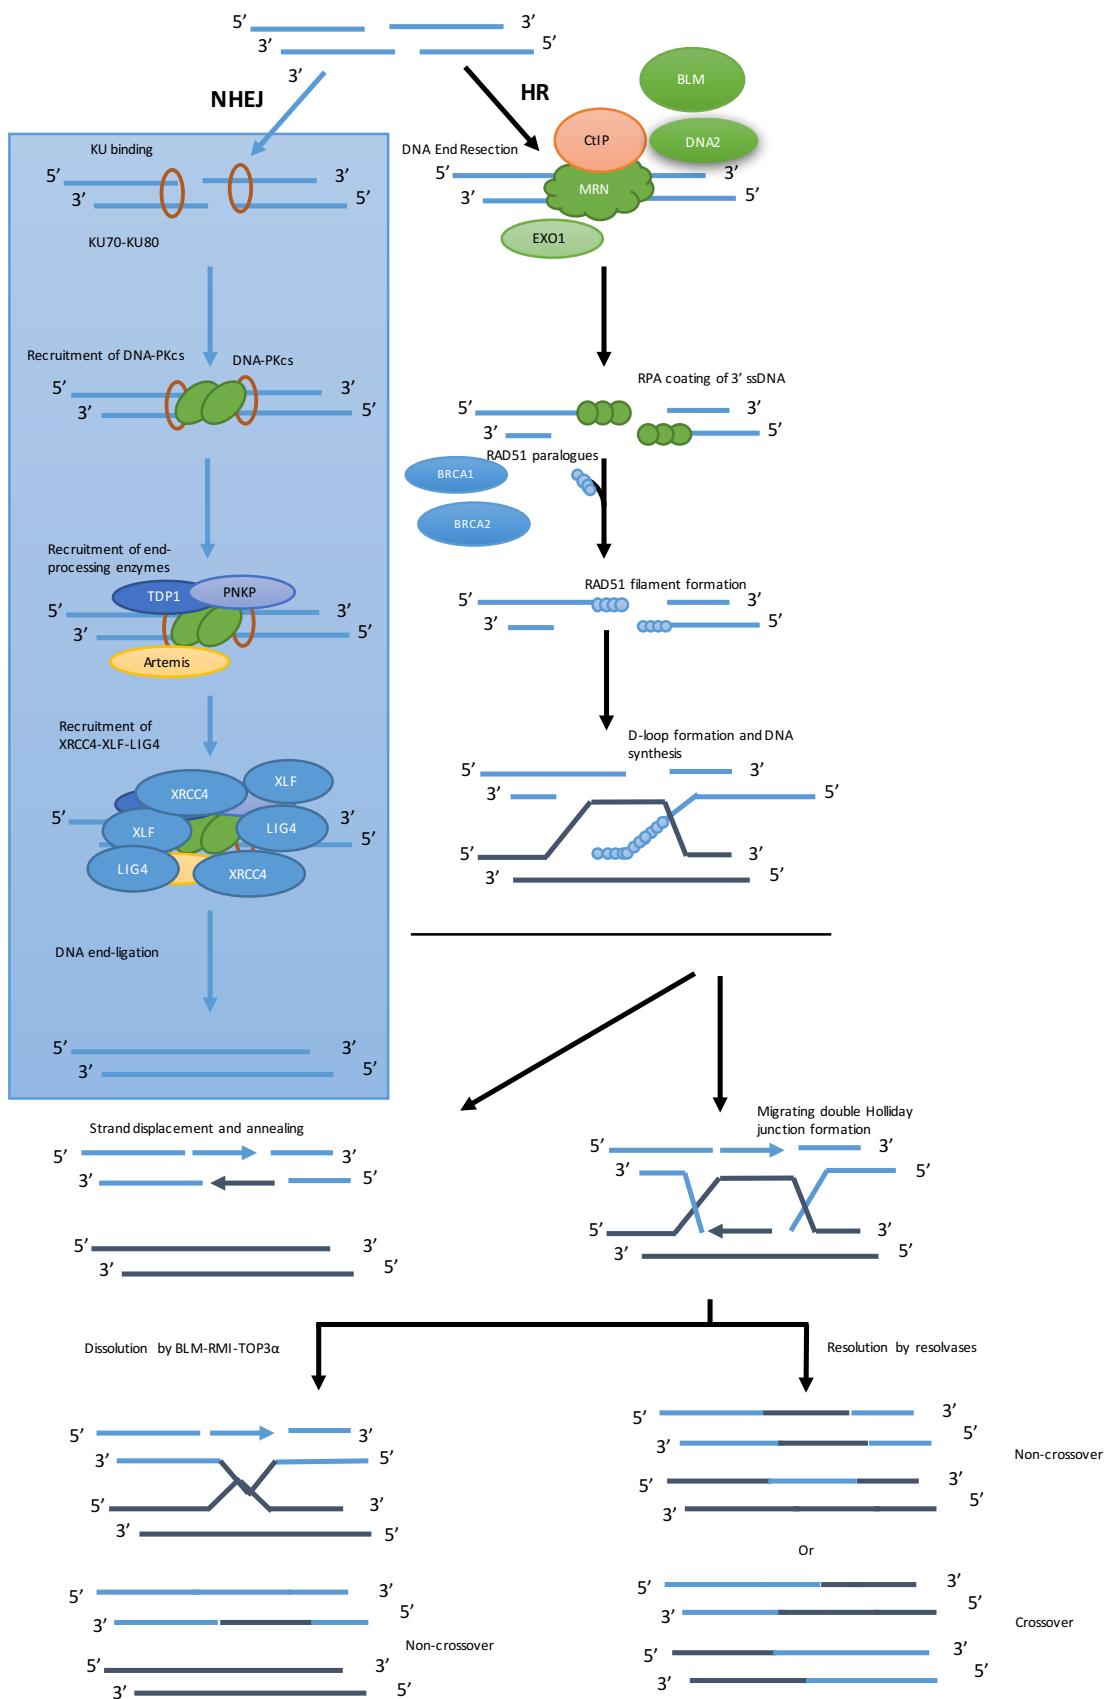 5’ 3’
3’ 5’
3’
NHEJ
HR
BLM
CtIP
DNA2
KU binding
DNA End Resection
5’ 3’
3’ 5’
5’
3’
MRN
KU70-KU80
EXO1
Recruitment of DNA-PKcs
DNA-PKcs
5’ 3’
3’ 5’
RPA coating of 3’ ssDNA
5’ 3’
3’ 5’
RAD51 paralogues
BRCA1
BRCA2
Recruitment of end-
processing enzymes
TDP1
PNKP
5’ 3’
3’ 5’
Artemis
RAD51 filament formation
5’ 3’
3’ 5’
Recruitment of
XRCC4-XLF-LIG4
XLF
XRCC4
5’ 3’
XLF
LIG4
5’
LIG4
XRCC4
D-loop formation and DNA
synthesis
5’ 3’
3’ 5’
5’ 3’
3’ 5’
DNA end-ligation
5’ 3’
3’ 5’
Strand displacement and annealing
5’ 3’
3’ 5’
5’ 3’
3’ 5’
Migrating double Holliday
junction formation
5’ 3’
3’ 5’
5’ 3’
3’ 5’
Dissolution by BLM-RMI-TOP3α
5’ 3’
3’ 5’
5’ 3’
3’ 5’
3’
3’ 5’
Non-crossover
5’ 3’
3’
Resolution by resolvases
5’ 3’
3’ 5’
Non-crossover
5’ 3’
3’ 5’
Or
5’ 3’
3’ 5’
Crossover
5’ 3’
3’ 5’